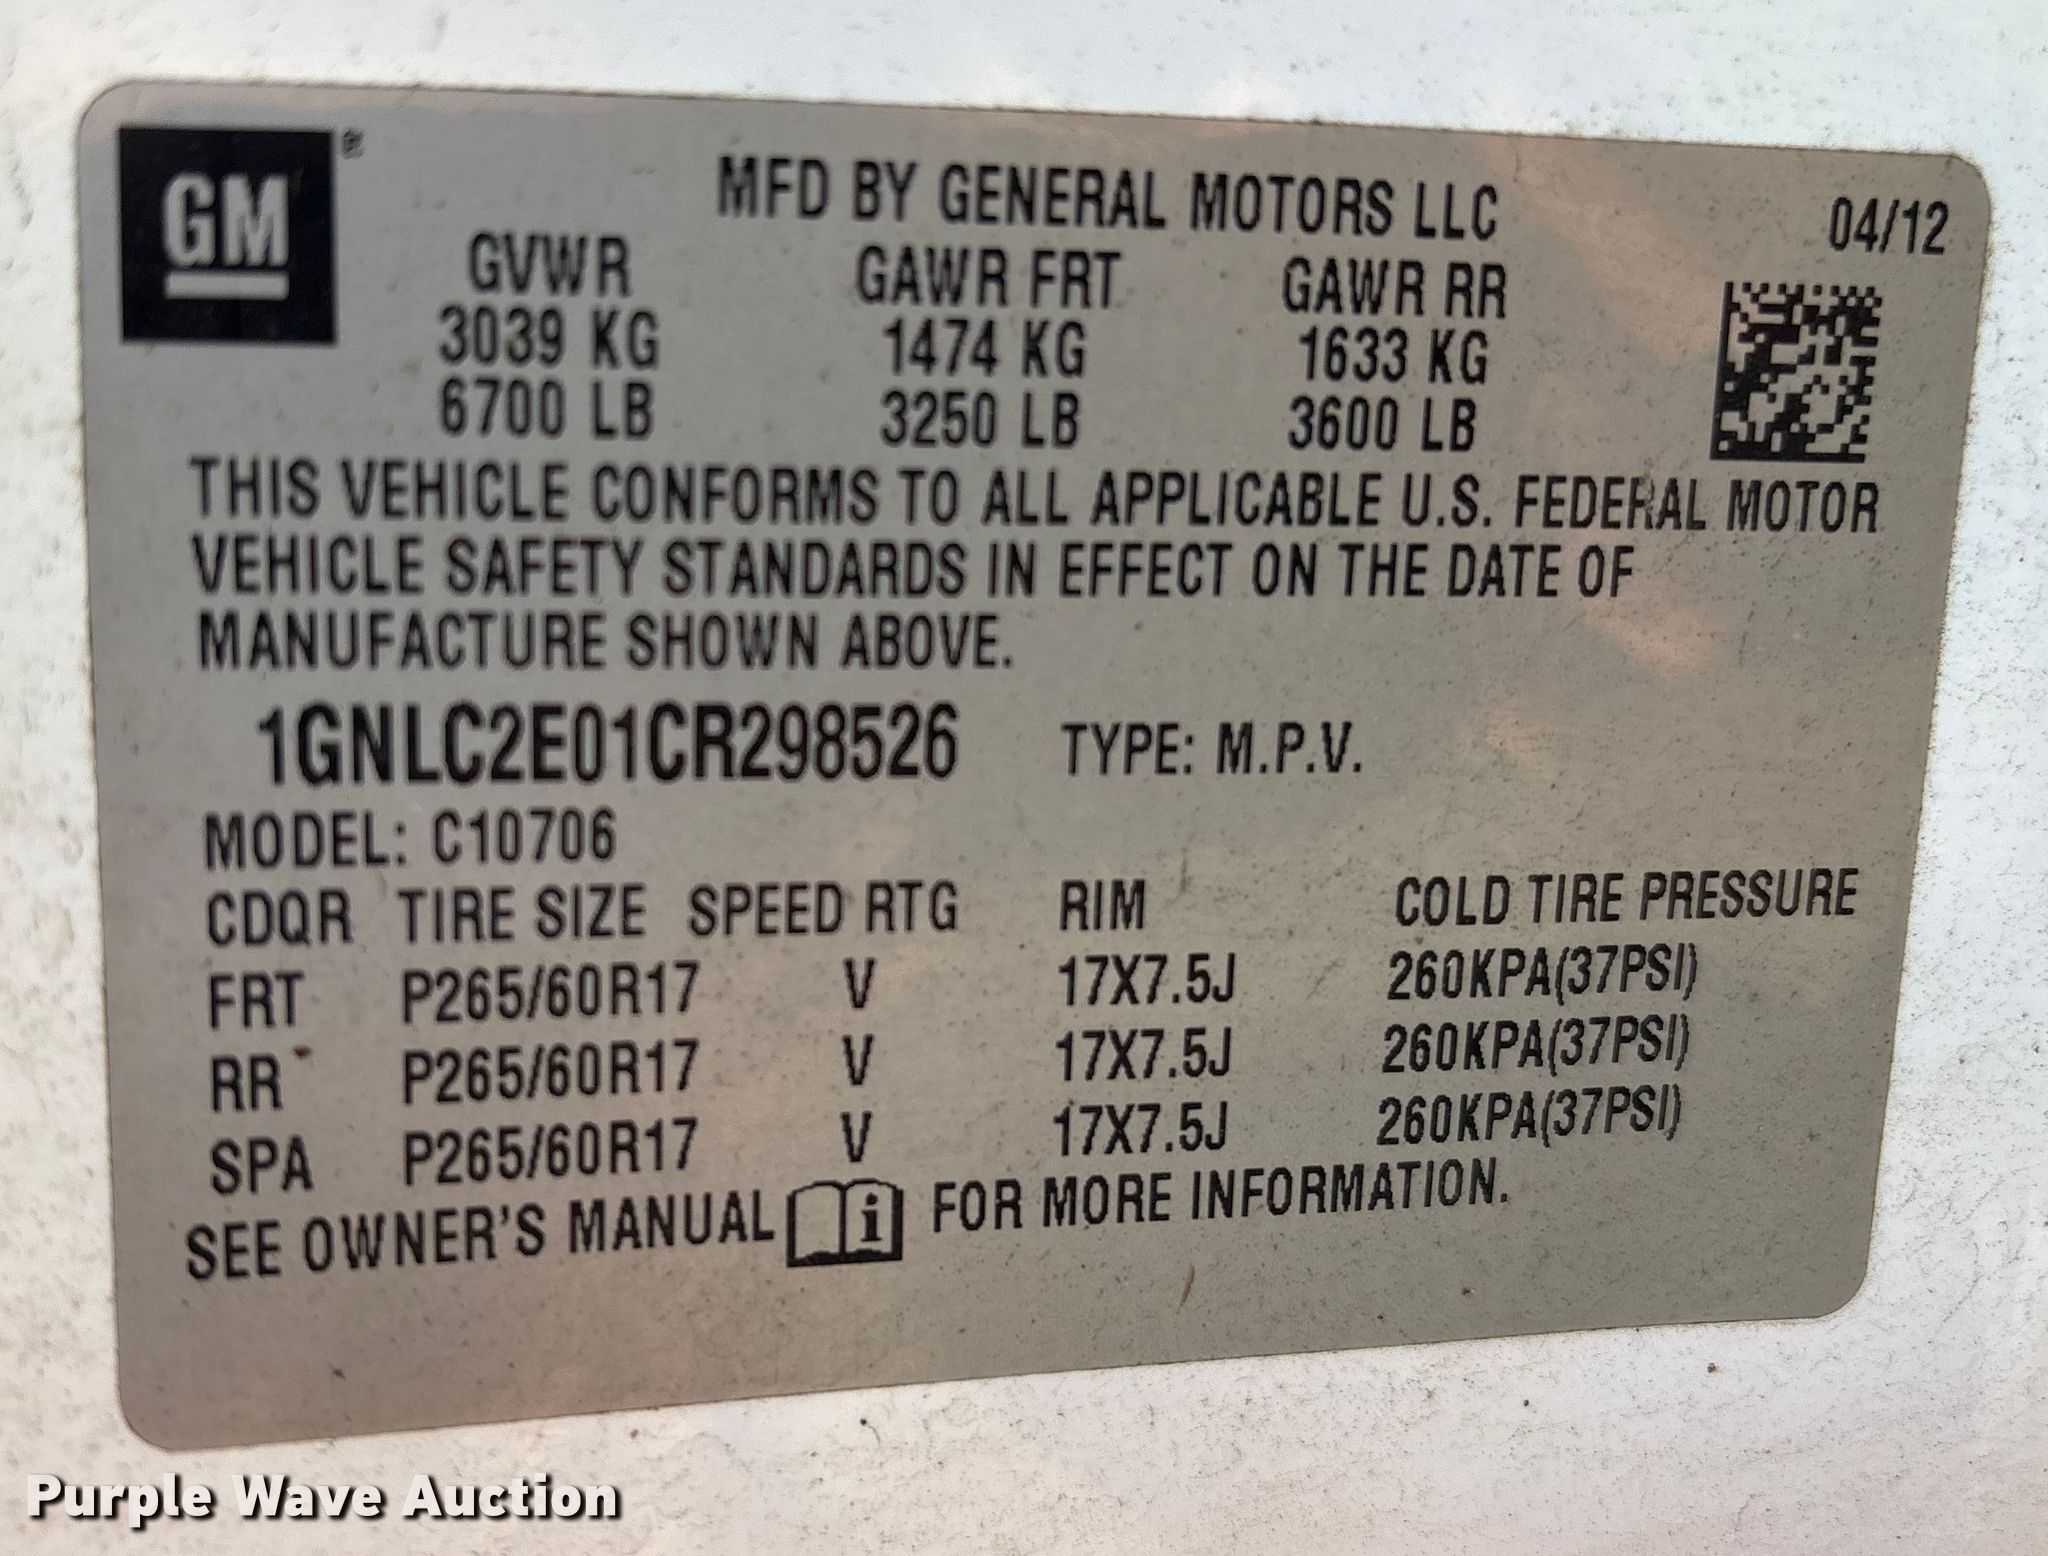 GM
MFD BY GENERAL MOTORS LLC 04/12
GVWR GAWR FRT GAWR RR
3039 KG 1474 KG 1633 KG
6700 LB 3250 LB 3600 LB
THIS VEHICLE CONFORMS TO ALL APPLICABLE U.S. FEDERAL MOTOR
VEHICLE SAFETY STANDARDS IN EFFECT ON THE DATE OF
MANUFACTURE SHOWN ABOVE.
1GNLC2E01CR298526 TYPE: M.P.V.
MODEL: C10706
CDQR TIRE SIZE SPEED RTG RIM COLD TIRE PRESSURE
FRT P265/60R17 V 17X7.5J 260KPA(37PSI)
RR P265/60R17 V 17X7.5J 260KPA(37PSI)
SPA P265/60R17 V 17X7.5J 260KPA(37PSI)
SEE OWNER'S MANUAL i FOR MORE INFORMATION.
Purple Wave Auction